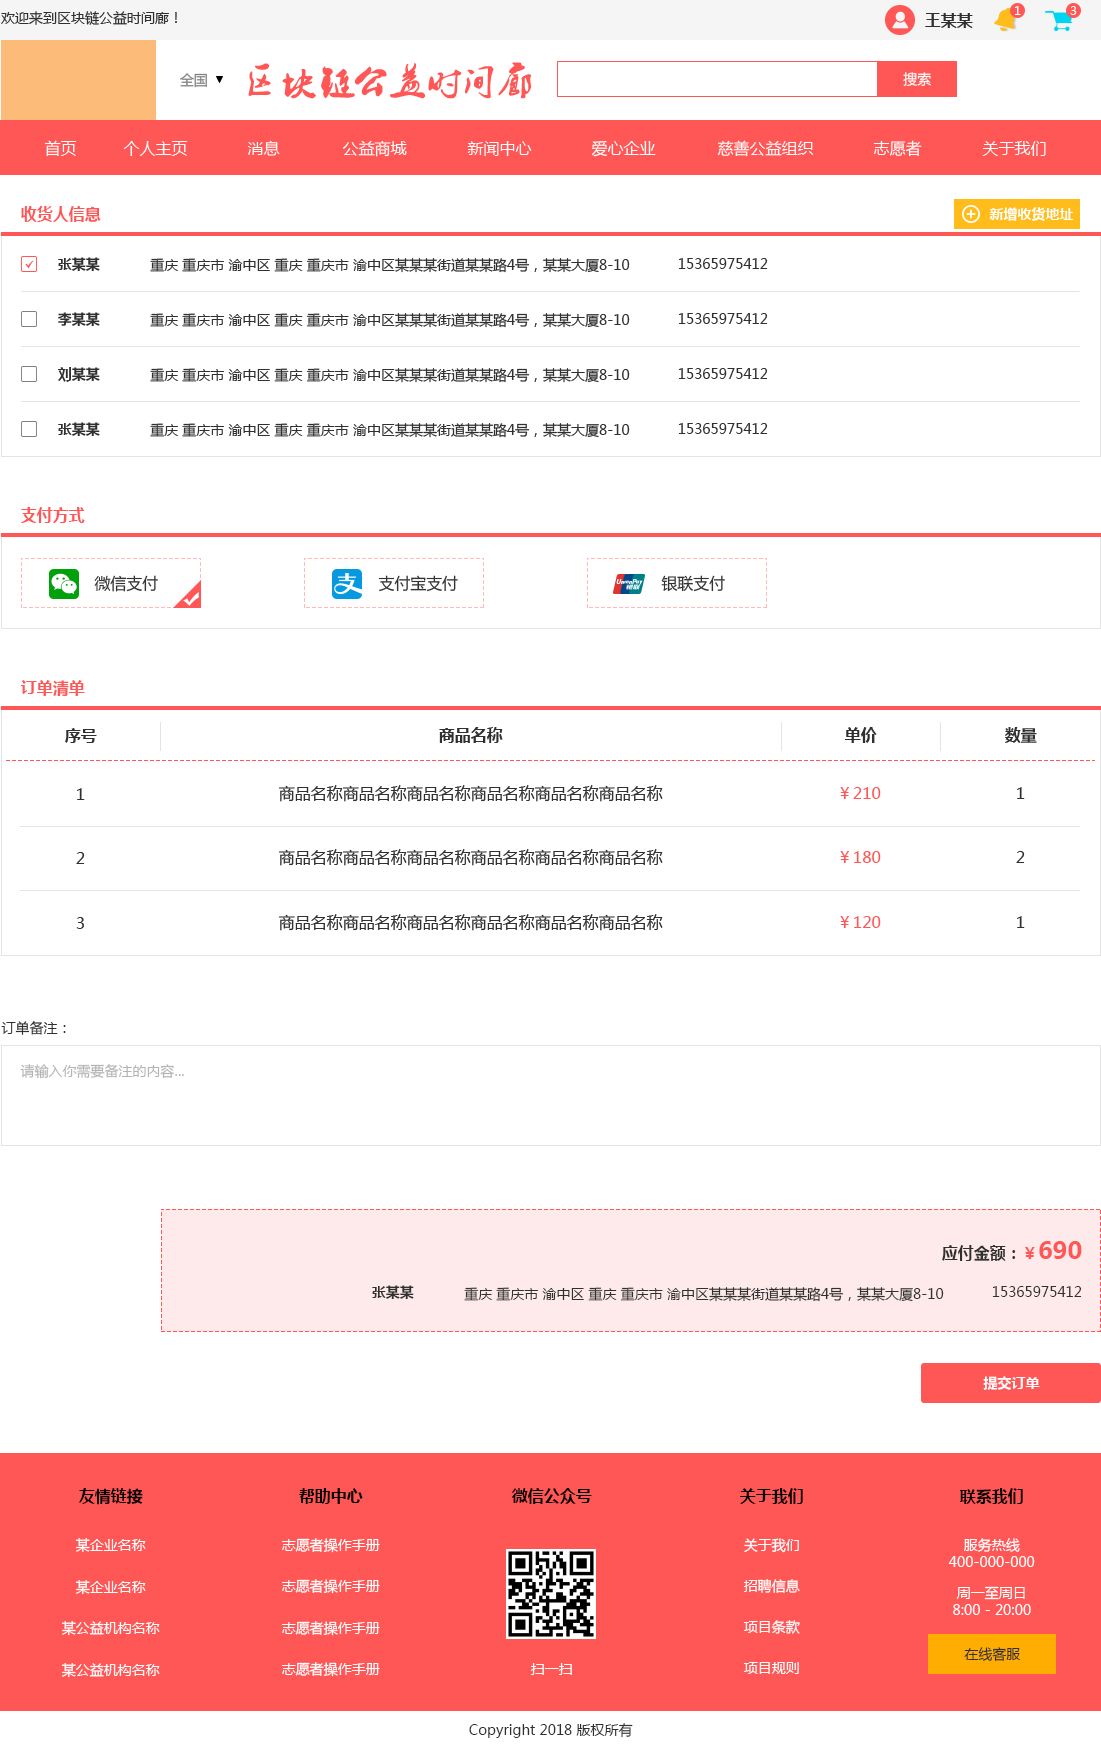 欢迎来到区块链公益时间廊！
王某某 1 3
全国 ▼ 区块链公益时间廊 搜索
首页 个人主页 消息 公益商城 新闻中心 爱心企业 慈善公益组织 志愿者 关于我们
收货人信息 新增收货地址
张某某 重庆 重庆市 渝中区 重庆 重庆市 渝中区某某某街道某某路4号，某某大厦8-10 15365975412
李某某 重庆 重庆市 渝中区 重庆 重庆市 渝中区某某某街道某某路4号，某某大厦8-10 15365975412
刘某某 重庆 重庆市 渝中区 重庆 重庆市 渝中区某某某街道某某路4号，某某大厦8-10 15365975412
张某某 重庆 重庆市 渝中区 重庆 重庆市 渝中区某某某街道某某路4号，某某大厦8-10 15365975412
支付方式
微信支付 支付宝支付 UnionPay 银联 银联支付
订单清单
序号 商品名称 单价 数量
1 商品名称商品名称商品名称商品名称商品名称商品名称 ¥210 1
2 商品名称商品名称商品名称商品名称商品名称商品名称 ¥180 2
3 商品名称商品名称商品名称商品名称商品名称商品名称 ¥120 1
订单备注：
请输入你需要备注的内容...
应付金额：¥690
张某某 重庆 重庆市 渝中区 重庆 重庆市 渝中区某某某街道某某路4号，某某大厦8-10 15365975412
提交订单
友情链接 帮助中心 微信公众号 关于我们 联系我们
某企业名称 志愿者操作手册 关于我们 服务热线
400-000-000
某企业名称 志愿者操作手册 招聘信息 周一至周日
8:00 - 20:00
某公益机构名称 志愿者操作手册 项目条款
在线客服
某公益机构名称 志愿者操作手册 扫一扫 项目规则
Copyright 2018 版权所有